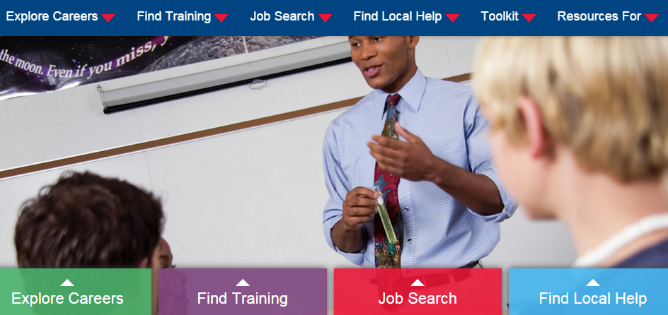 Explore Careers Find Training Job Search Find Local Help Toolkit Resources For
the moon. Even if you miss, y
Explore Careers Find Training Job Search Find Local Help